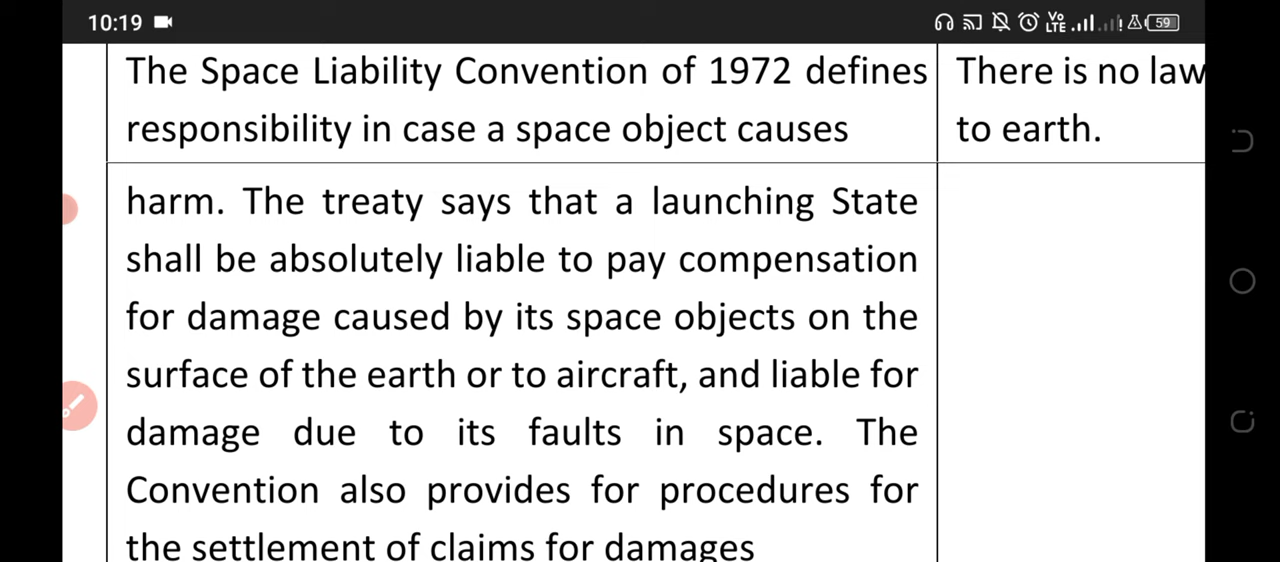 10:19
Vo LTE 59
The Space Liability Convention of 1972 defines
responsibility in case a space object causes
There is no law
to earth.
harm. The treaty says that a launching State
shall be absolutely liable to pay compensation
for damage caused by its space objects on the
surface of the earth or to aircraft, and liable for
damage due to its faults in space. The
Convention also provides for procedures for
the settlement of claims for damages